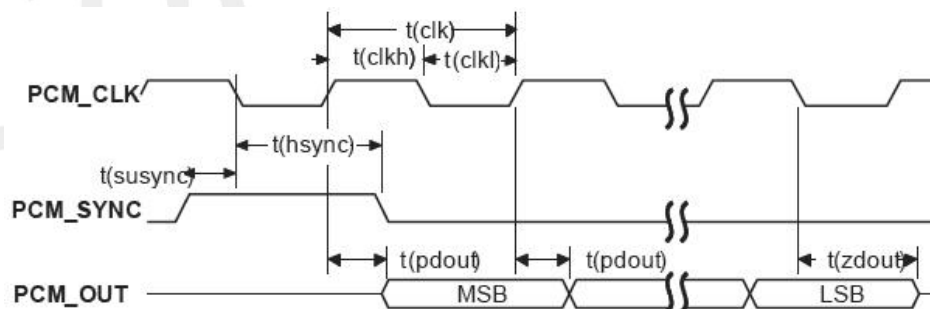 t(clk)
t(clkh)
t(clkl)
PCM_CLK
t(hsync)
t(susync)
PCM_SYNC
t(pdout)
t(pdout)
t(zdout)
PCM_OUT
MSB
LSB